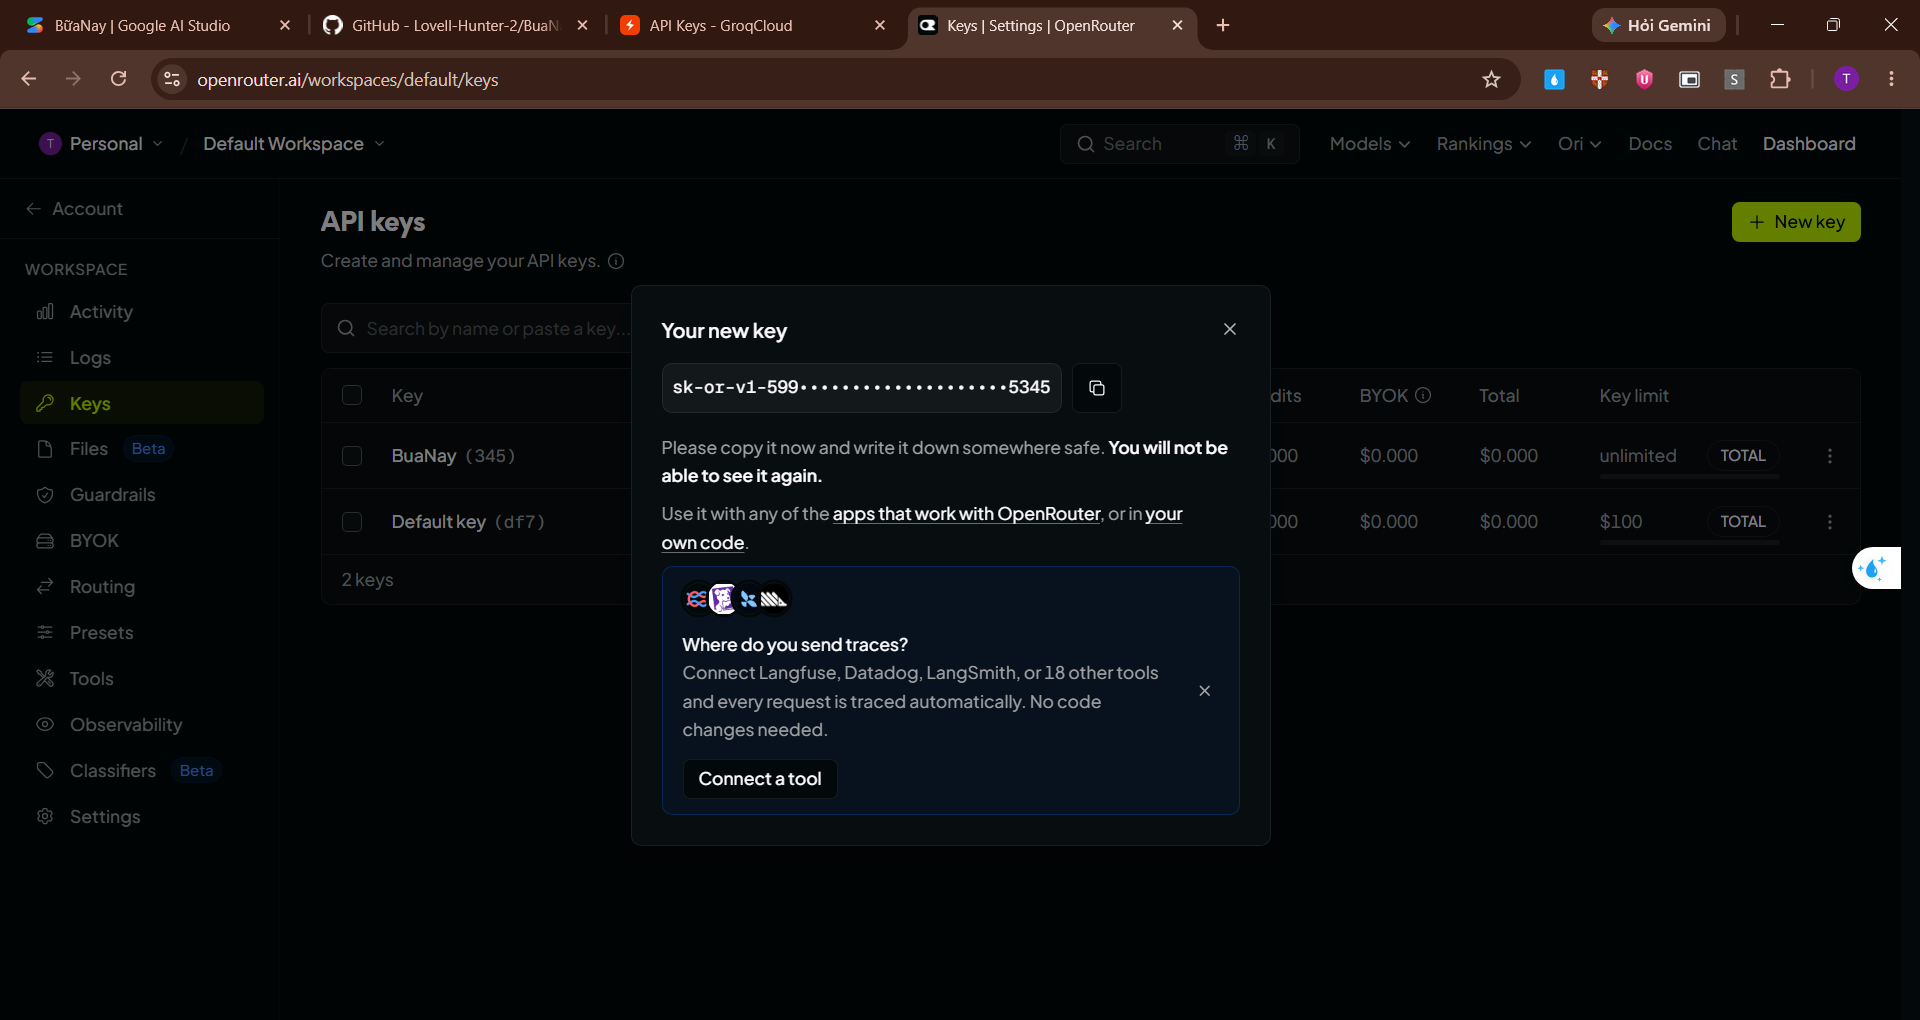 BữaNay | Google AI Studio
GitHub - Lovell-Hunter-2/BuaN
API Keys - GroqCloud
Keys | Settings | OpenRouter
Hỏi Gemini
openrouter.ai/workspaces/default/keys
T
T Personal / Default Workspace
Search ⌘ K
Models
Rankings
Ori
Docs
Chat
Dashboard
Account
WORKSPACE
Activity
Logs
Keys
Files Beta
Guardrails
BYOK
Routing
Presets
Tools
Observability
Classifiers Beta
Settings
API keys
Create and manage your API keys.
+ New key
Search by name or paste a key...
Key
dits
BYOK
Total
Key limit
BuaNay (345)
000
$0.000
$0.000
unlimited
TOTAL
Default key (df7)
000
$0.000
$0.000
$100
TOTAL
2 keys
Your new key
sk-or-v1-599••••••••••••••••••••5345
Please copy it now and write it down somewhere safe. You will not be
able to see it again.
Use it with any of the apps that work with OpenRouter, or in your
own code.
Where do you send traces?
Connect Langfuse, Datadog, LangSmith, or 18 other tools
and every request is traced automatically. No code
changes needed.
Connect a tool